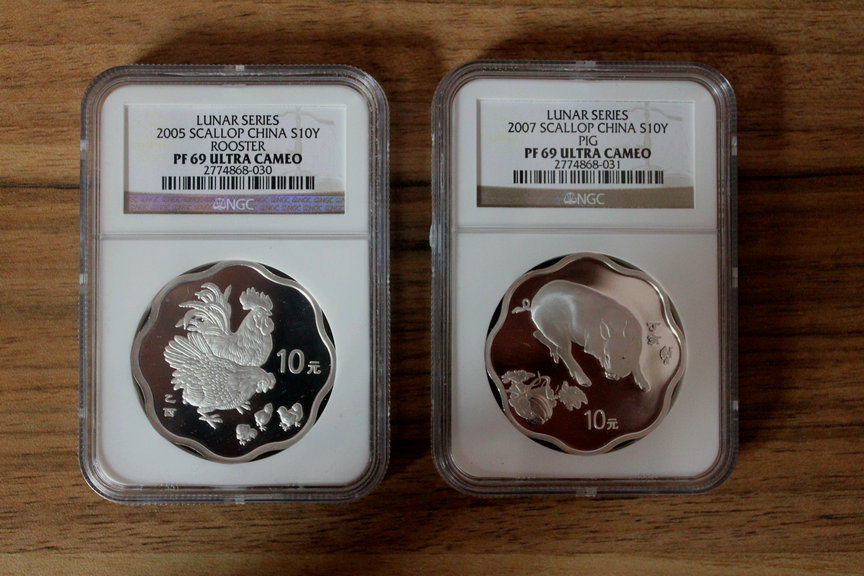 LUNAR SERIES
2005 SCALLOP CHINA S10Y
ROOSTER
PF 69 ULTRA CAMEO
2774868-030
NGC
10元
乙
酉
LUNAR SERIES
2007 SCALLOP CHINA S10Y
PIG
PF 69 ULTRA CAMEO
2774868-031
NGC
10元